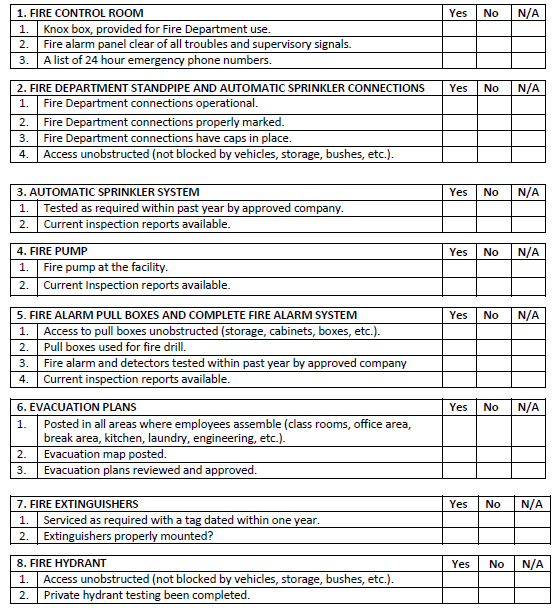 1. FIRE CONTROL ROOM Yes No N/A
1. Knox box, provided for Fire Department use.
2. Fire alarm panel clear of all troubles and supervisory signals.
3. A list of 24 hour emergency phone numbers.
2. FIRE DEPARTMENT STANDPIPE AND AUTOMATIC SPRINKLER CONNECTIONS Yes No N/A
1. Fire Department connections operational.
2. Fire Department connections properly marked.
3. Fire Department connections have caps in place.
4. Access unobstructed (not blocked by vehicles, storage, bushes, etc.).
3. AUTOMATIC SPRINKLER SYSTEM Yes No N/A
1. Tested as required within past year by approved company.
2. Current inspection reports available.
4. FIRE PUMP Yes No N/A
1. Fire pump at the facility.
2. Current Inspection reports available.
5. FIRE ALARM PULL BOXES AND COMPLETE FIRE ALARM SYSTEM Yes No N/A
1. Access to pull boxes unobstructed (storage, cabinets, boxes, etc.).
2. Pull boxes used for fire drill.
3. Fire alarm and detectors tested within past year by approved company
4. Current inspection reports available.
6. EVACUATION PLANS Yes No N/A
1. Posted in all areas where employees assemble (class rooms, office area,
break area, kitchen, laundry, engineering, etc.).
2. Evacuation map posted.
3. Evacuation plans reviewed and approved.
7. FIRE EXTINGUISHERS Yes No N/A
1. Serviced as required with a tag dated within one year.
2. Extinguishers properly mounted?
8. FIRE HYDRANT Yes No N/A
1. Access unobstructed (not blocked by vehicles, storage, bushes, etc.).
2. Private hydrant testing been completed.